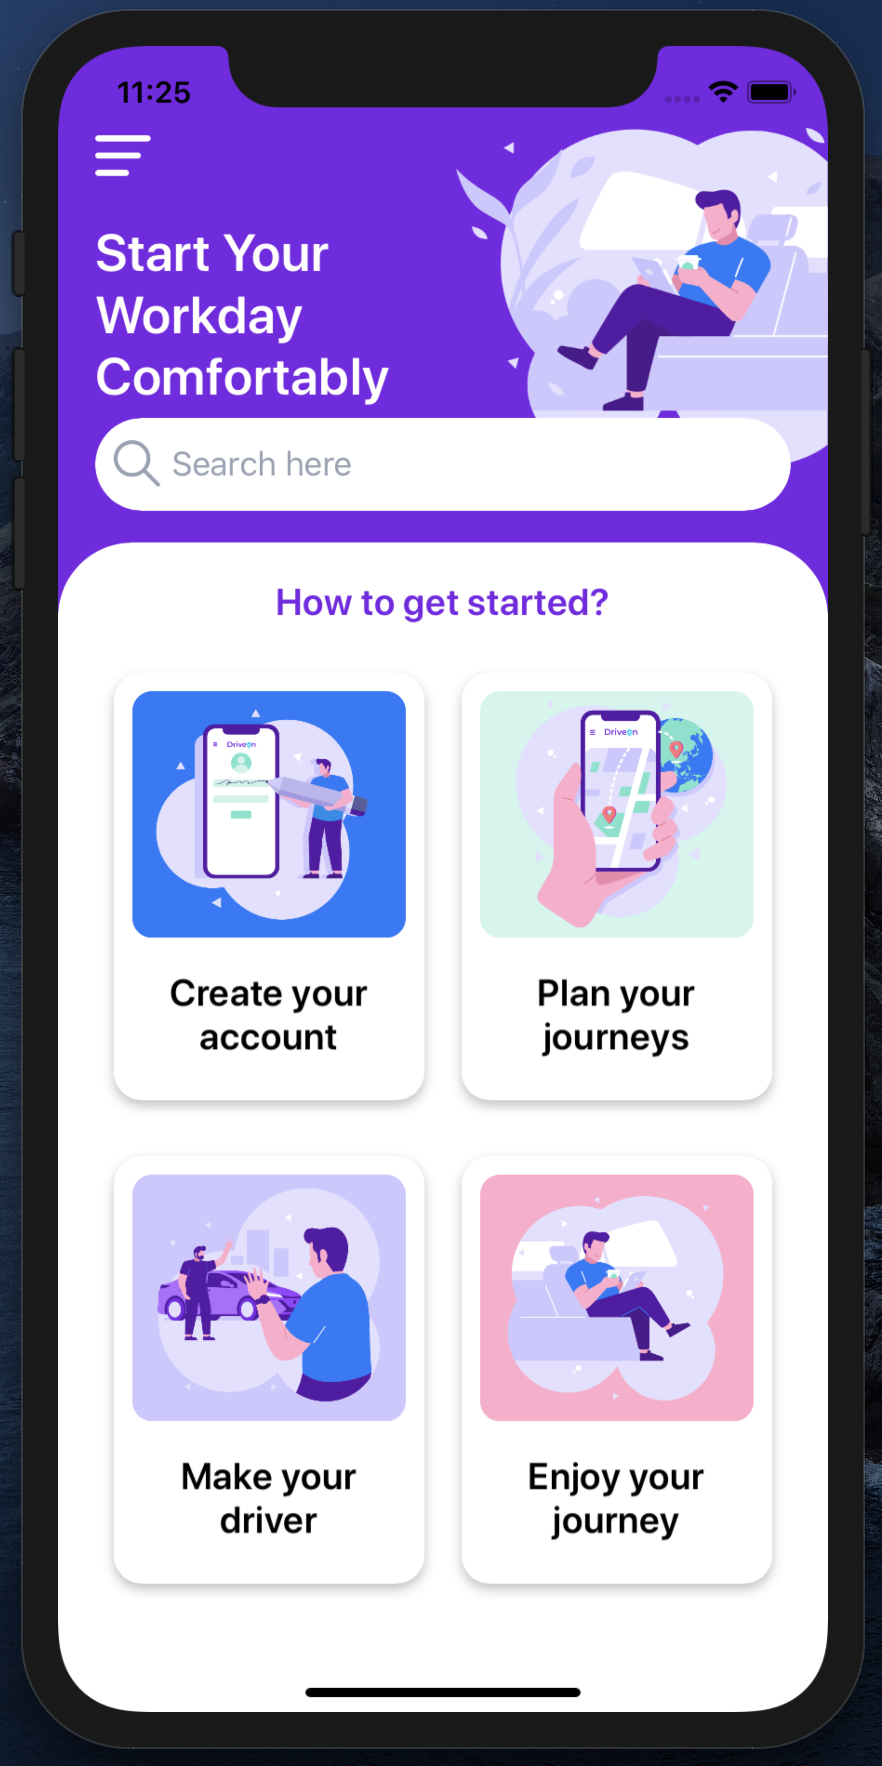 11:25
Start Your
Workday
Comfortably
Search here
How to get started?
Driveon
Driveon
Create your
account
Plan your
journeys
Make your
driver
Enjoy your
journey